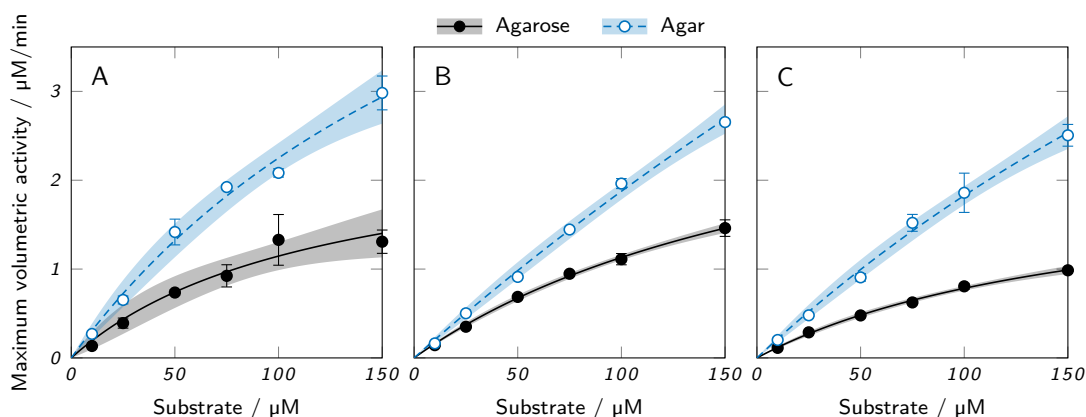 Agarose Agar
Maximum volumetric activity / μM/min
A B C
3
2
1
0
0 50 100 150 0 50 100 150 0 50 100 150
Substrate / μM Substrate / μM Substrate / μM